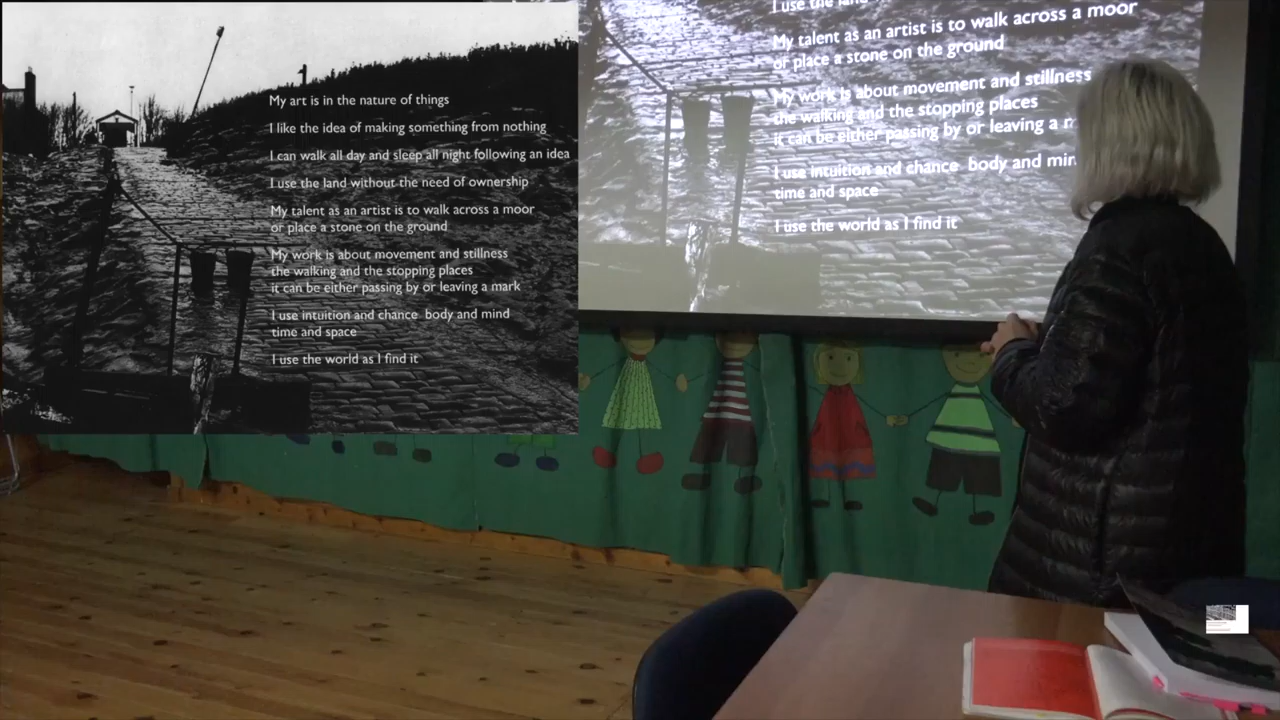 My art is in the nature of things
I like the idea of making something from nothing
I can walk all day and sleep all night following an idea
I use the land without the need of ownership
My talent as an artist is to walk across a moor
or place a stone on the ground
My work is about movement and stillness
the walking and the stopping places
it can be either passing by or leaving a mark
I use intuition and chance body and mind
time and space
I use the world as I find it
I use the
My talent as an artist is to walk across a moor
or place a stone on the ground
My work is about movement and stillness
the walking and the stopping places
it can be either passing by or leaving a
I use intuition and chance body and
time and space
I use the world as I find it